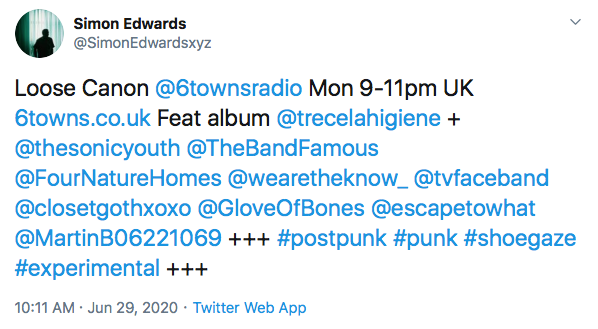 Simon Edwards
@SimonEdwardsxyz
Loose Canon @6townsradio Mon 9-11pm UK
6towns.co.uk Feat album @trecelahigiene +
@thesonicyouth @TheBandFamous
@FourNatureHomes @wearetheknow_ @tvfaceband
@closetgothxoxo @GloveOfBones @escapetowhat
@MartinB06221069 +++ #postpunk #punk #shoegaze
#experimental +++
10:11 AM · Jun 29, 2020 · Twitter Web App